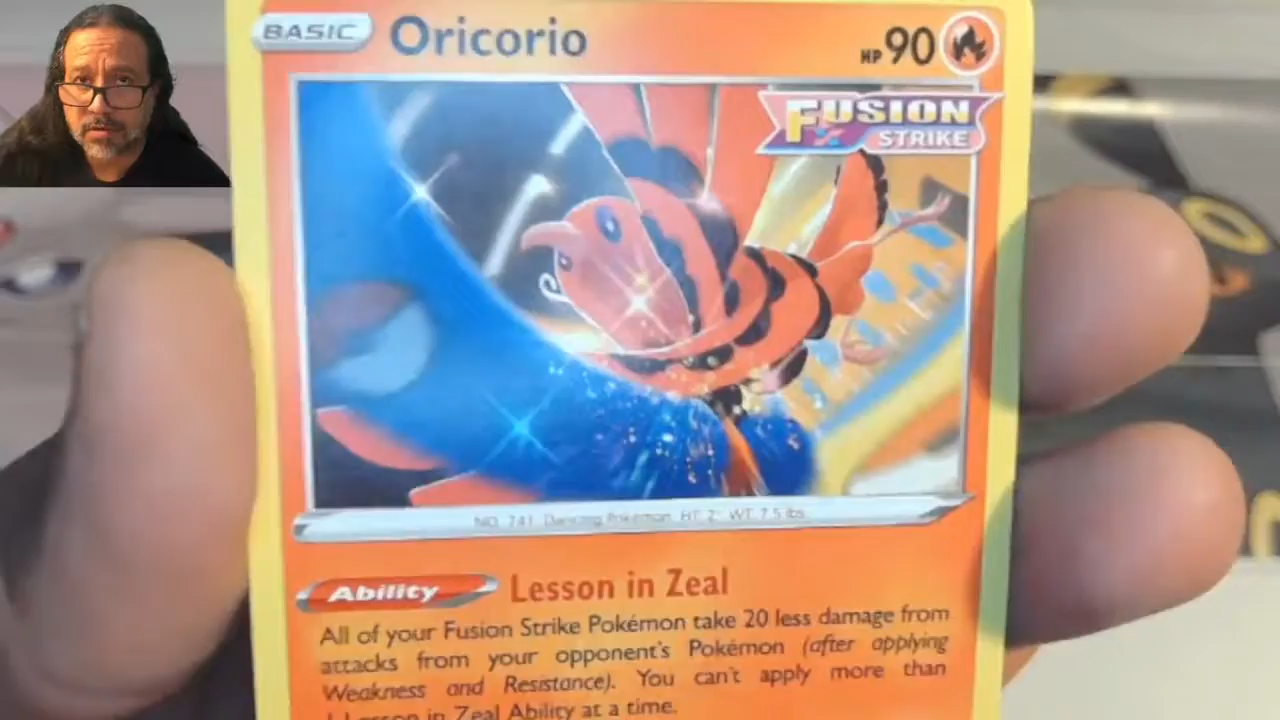 BASIC
Oricorio
HP 90
FUSION
STRIKE
NO. 741 Dancing Pokémon HT 2' WT 7.5 lbs.
Ability
Lesson in Zeal
All of your Fusion Strike Pokémon take 20 less damage from
attacks from your opponent's Pokémon (after applying
Weakness and Resistance). You can't apply more than
1 Lesson in Zeal Ability at a time.